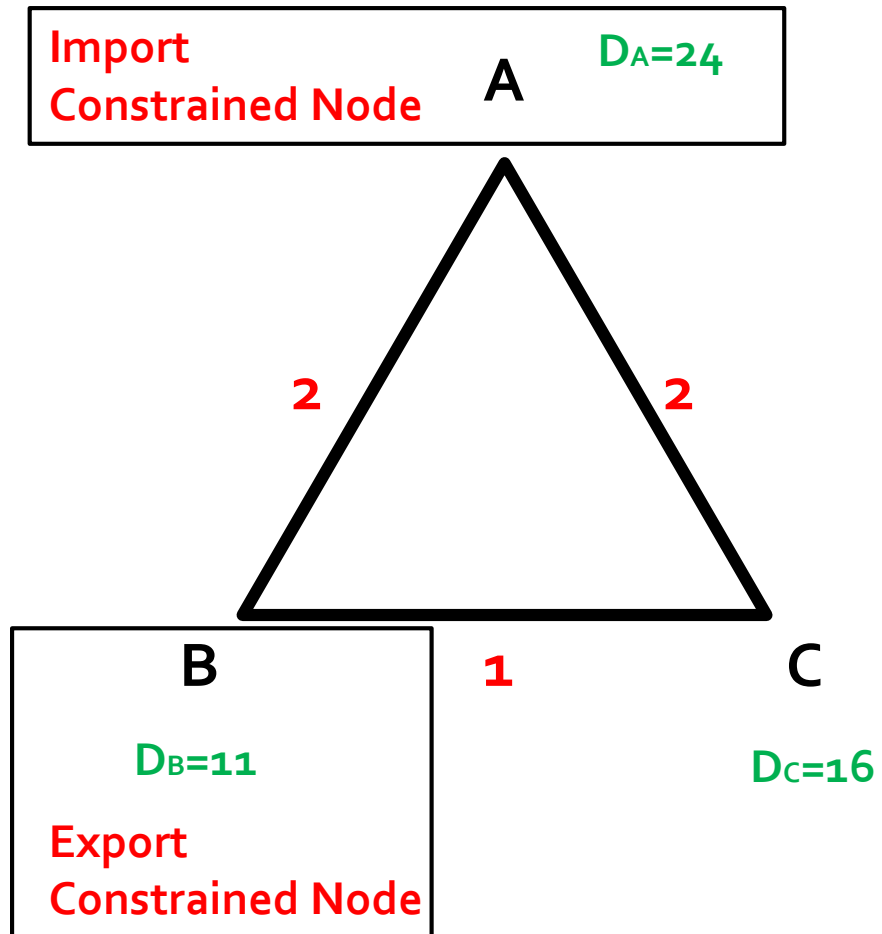 Import
Constrained Node
A
DA=24
2
2
B
1
C
DB=11
DC=16
Export
Constrained Node